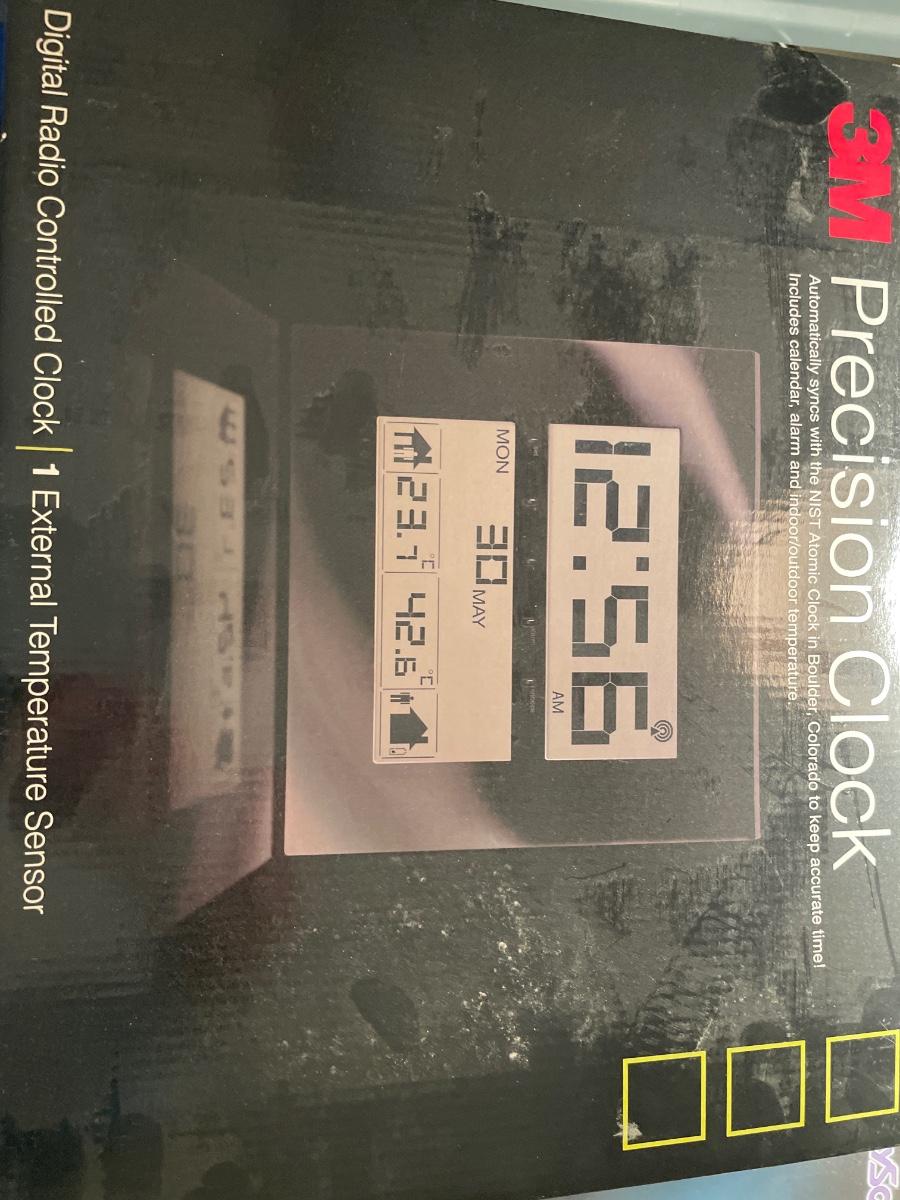 3M Precision Clock
Automatically syncs with the NIST Atomic Clock in Boulder, Colorado to keep accurate time!
Includes calendar, alarm and indoor/outdoor temperature.
12:56 AM
MON 30 MAY
23.7 °C 42.6 °C
Digital Radio Controlled Clock | 1 External Temperature Sensor